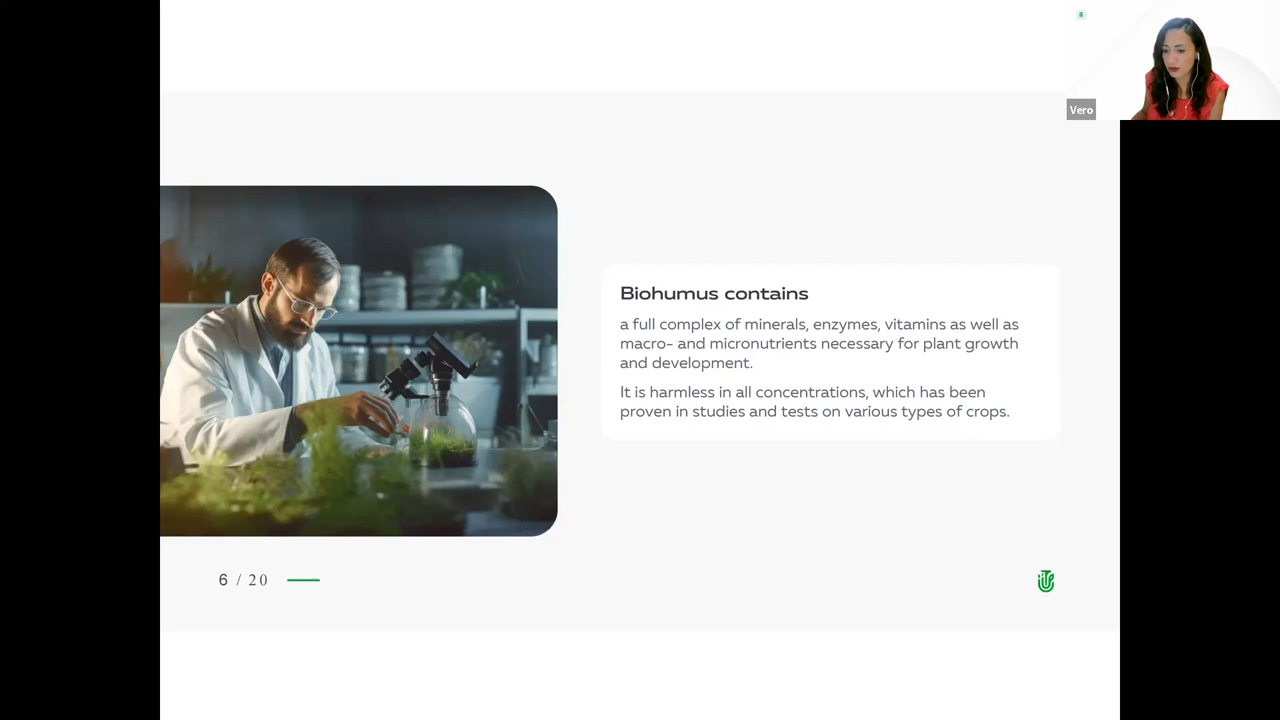 Vero
Biohumus contains
a full complex of minerals, enzymes, vitamins as well as
macro- and micronutrients necessary for plant growth
and development.
It is harmless in all concentrations, which has been
proven in studies and tests on various types of crops.
6 / 20